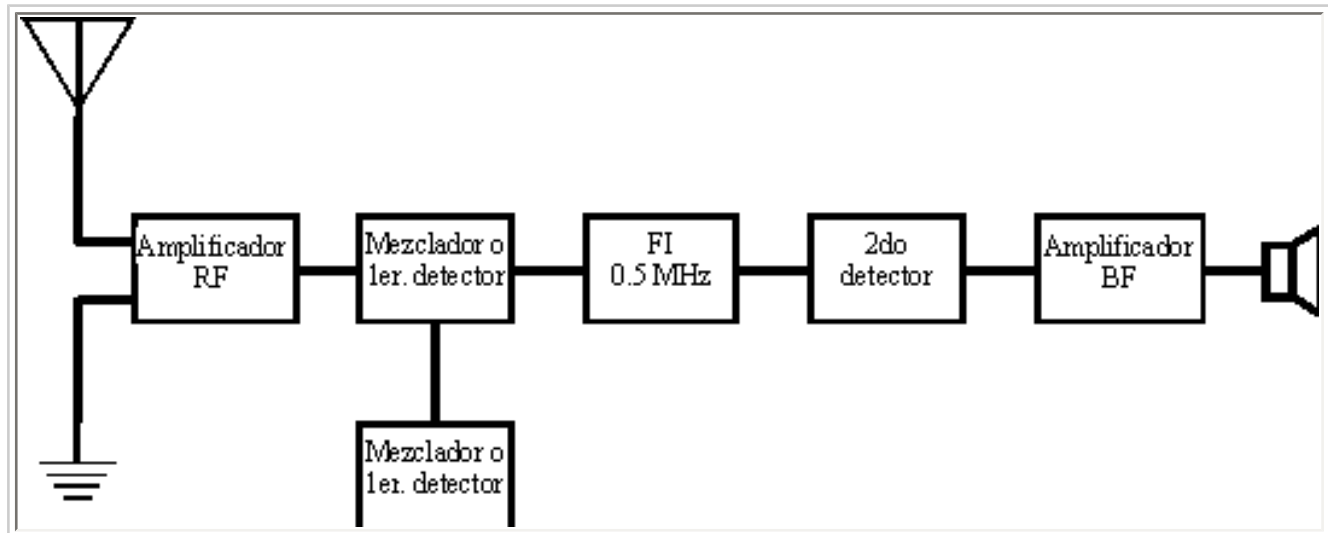 Amplificador
RF
Mezclador o
1er. detector
FI
0.5 MHz
2do
detector
Amplificador
BF
Mezclador o
1er. detector